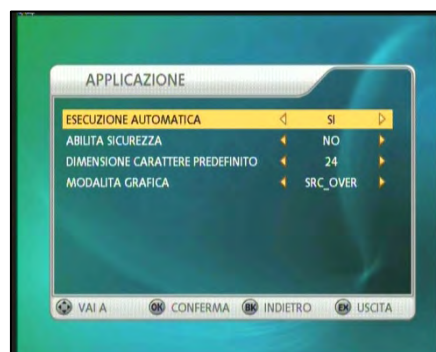 APPLICAZIONE
ESECUZIONE AUTOMATICA SI
ABILITA SICUREZZA NO
DIMENSIONE CARATTERE PREDEFINITO 24
MODALITA GRAFICA SRC_OVER
VAI A OK CONFERMA BK INDIETRO EX USCITA